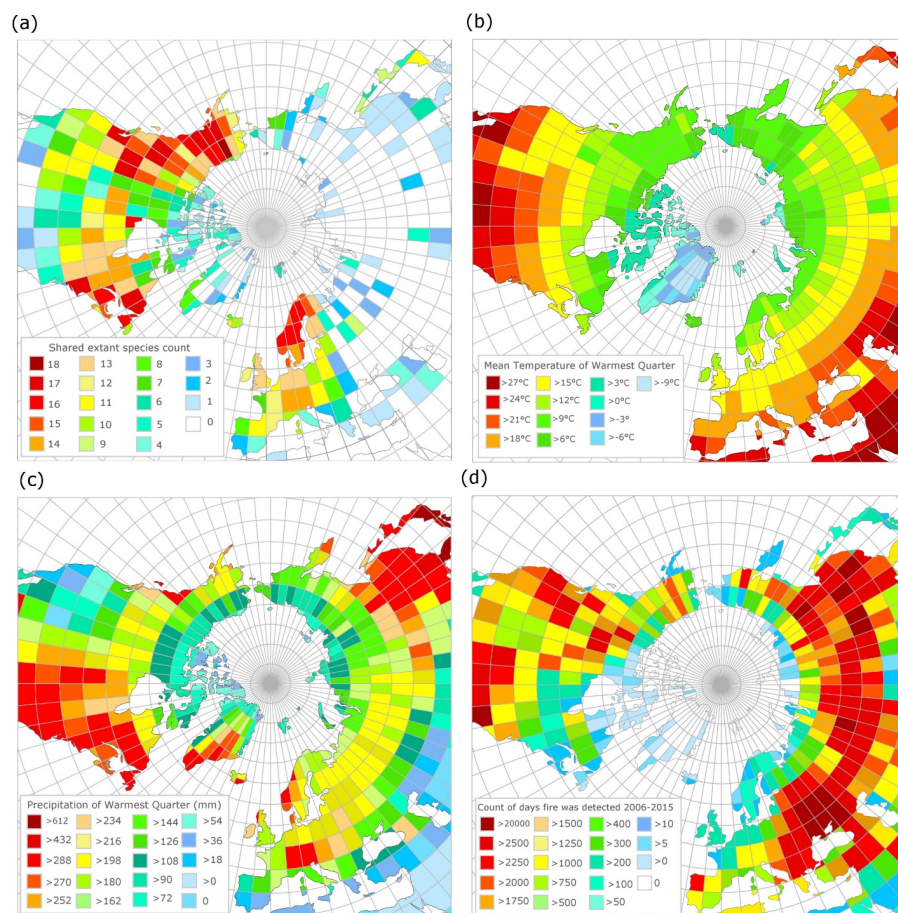 (a)
(b)
Shared extant species count
18 13 8 3
17 12 7 2
16 11 6 1
15 10 5 0
14 9 4
Mean Temperature of Warmest Quarter
>27°C >15°C >3°C >-9°C
>24°C >12°C >0°C
>21°C >9°C >-3°
>18°C >6°C >-6°C
(c)
(d)
Precipitation of Warmest Quarter (mm)
>612 >234 >144 >54
>432 >216 >126 >36
>288 >198 >108 >18
>270 >180 >90 >0
>252 >162 >72 0
Count of days fire was detected 2006-2015
>20000 >1500 >400 >10
>2500 >1250 >300 >5
>2250 >1000 >200 >0
>2000 >750 >100 0
>1750 >500 >50